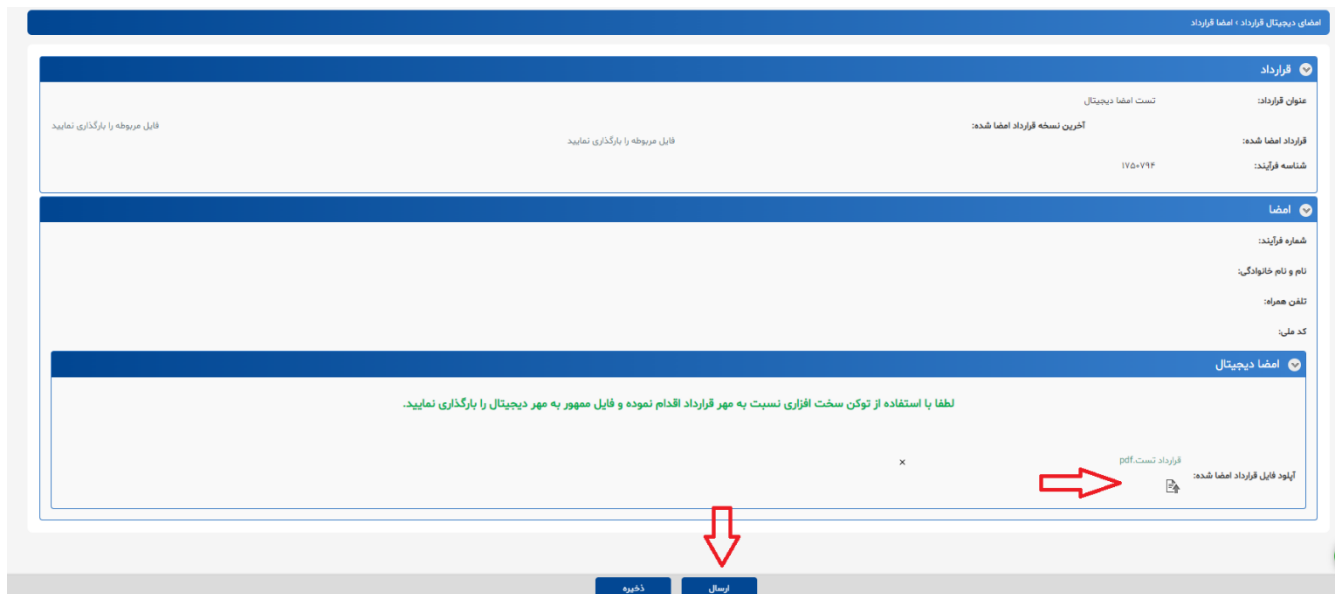 امضای دیجیتال قرارداد › امضا قرارداد
قرارداد
عنوان قرارداد: تست امضا دیجیتال
آخرین نسخه قرارداد امضا شده: فایل مربوطه را بارگذاری نمایید
قرارداد امضا شده: فایل مربوطه را بارگذاری نمایید
شناسه فرآیند: ۱۷۵۰۷۹۴
امضا
شماره فرآیند:
نام و نام خانوادگی:
تلفن همراه:
کد ملی:
امضا دیجیتال
لطفا با استفاده از توکن سخت افزاری نسبت به مهر قرارداد اقدام نموده و فایل ممهور به مهر دیجیتال را بارگذاری نمایید.
قرارداد تست.pdf ×
آپلود فایل قرارداد امضا شده:
ارسال ذخیره